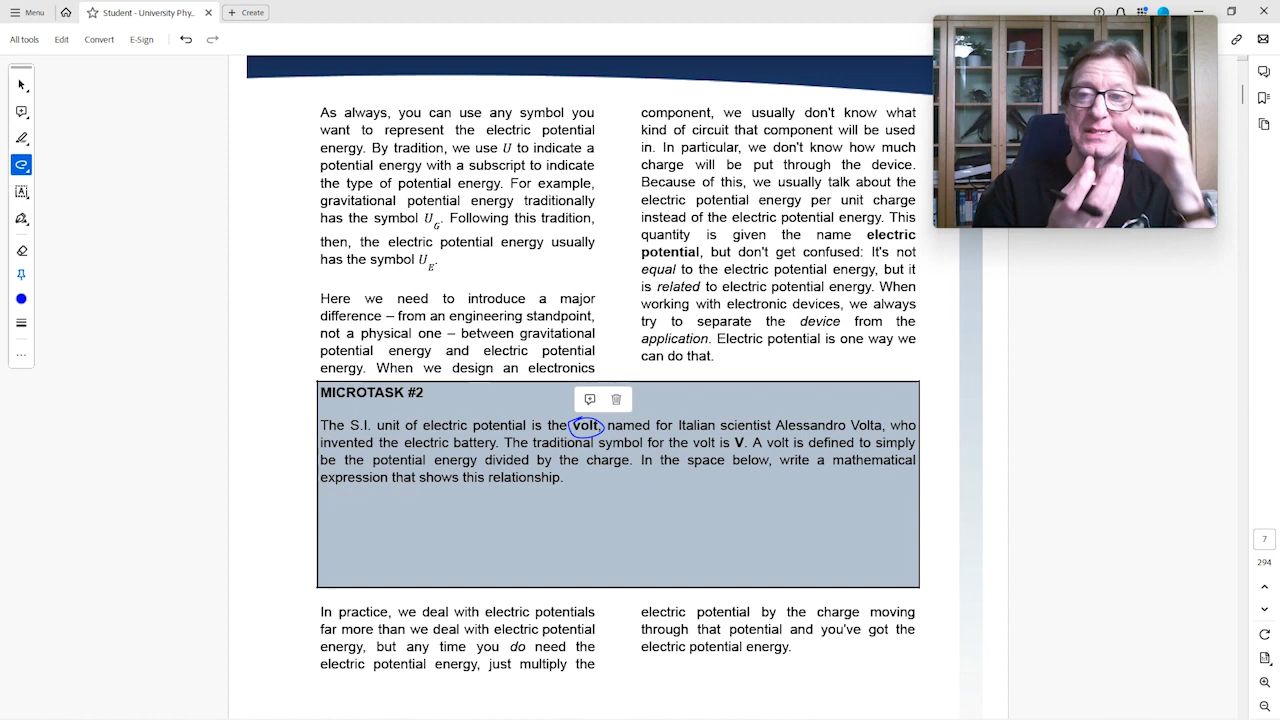 Menu
Student - University Phy...
Create
All tools
Edit
Convert
E-Sign
As always, you can use any symbol you
want to represent the electric potential
energy. By tradition, we use U to indicate a
potential energy with a subscript to indicate
the type of potential energy. For example,
gravitational potential energy traditionally
has the symbol U_G. Following this tradition,
then, the electric potential energy usually
has the symbol U_E.
Here we need to introduce a major
difference – from an engineering standpoint,
not a physical one – between gravitational
potential energy and electric potential
energy. When we design an electronics
component, we usually don't know what
kind of circuit that component will be used
in. In particular, we don't know how much
charge will be put through the device.
Because of this, we usually talk about the
electric potential energy per unit charge
instead of the electric potential energy. This
quantity is given the name electric
potential, but don't get confused: It's not
equal to the electric potential energy, but it
is related to electric potential energy. When
working with electronic devices, we always
try to separate the device from the
application. Electric potential is one way we
can do that.
MICROTASK #2
The S.I. unit of electric potential is the volt, named for Italian scientist Alessandro Volta, who
invented the electric battery. The traditional symbol for the volt is V. A volt is defined to simply
be the potential energy divided by the charge. In the space below, write a mathematical
expression that shows this relationship.
In practice, we deal with electric potentials
far more than we deal with electric potential
energy, but any time you do need the
electric potential energy, just multiply the
electric potential by the charge moving
through that potential and you've got the
electric potential energy.
7
294